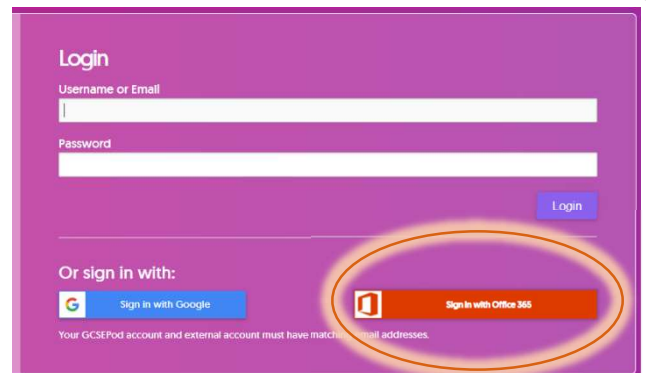 Login
Username or Email
Password
Login
Or sign in with:
G Sign in with Google
Sign in with Office 365
Your GCSEPod account and external account must have matching email addresses.